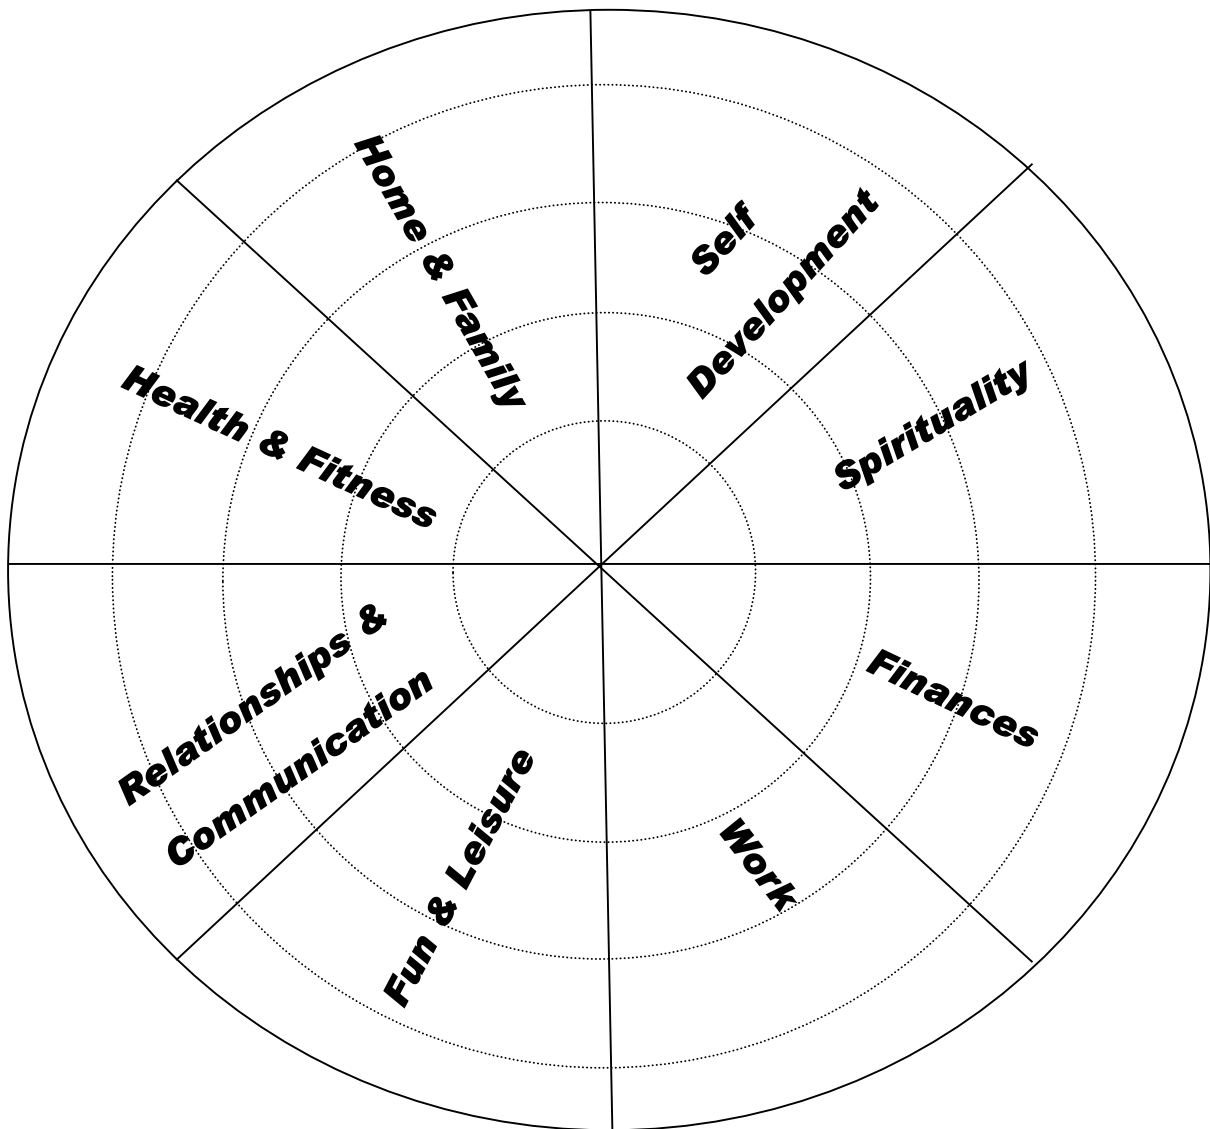 Home & Family
Self
Development
Spirituality
Health & Fitness
Relationships &
Communication
Finances
Fun & Leisure
Work